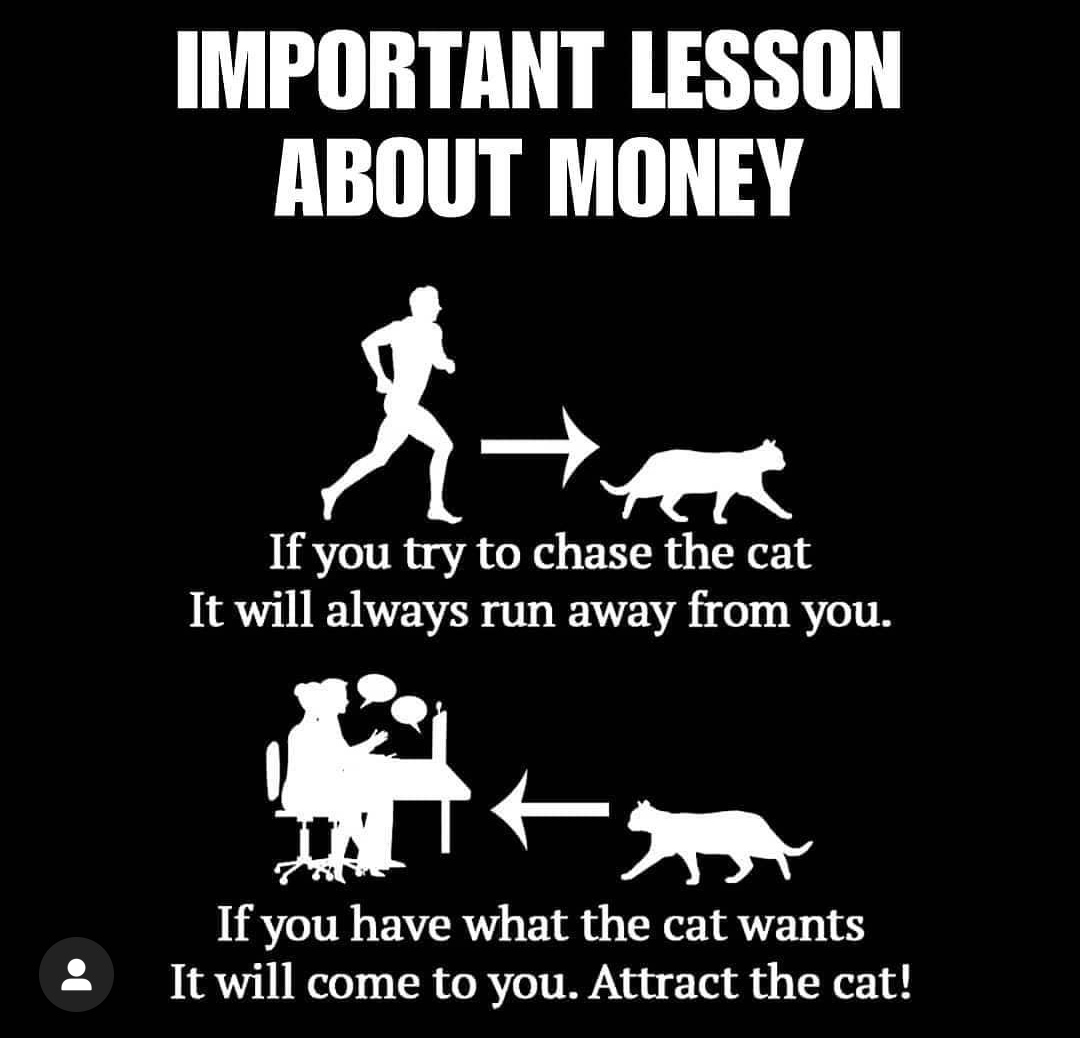 IMPORTANT LESSON
ABOUT MONEY
If you try to chase the cat
It will always run away from you.
If you have what the cat wants
It will come to you. Attract the cat!